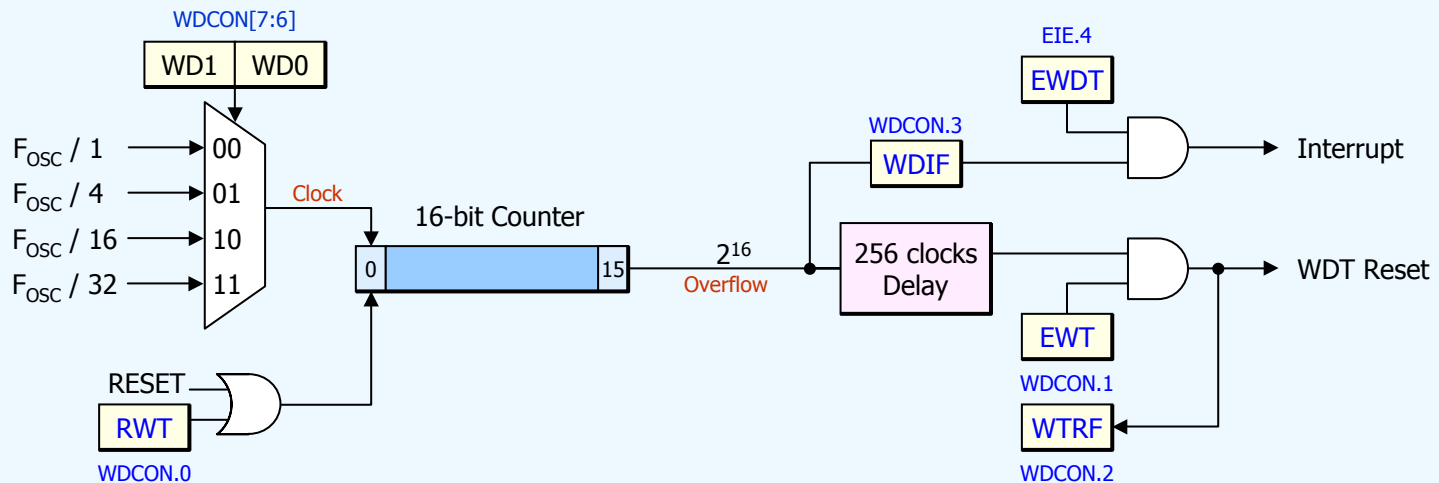 WDCON[7:6]
WD1 WD0
F_OSC / 1
F_OSC / 4
F_OSC / 16
F_OSC / 32
00
01
10
11
Clock
RESET
RWT
WDCON.0
16-bit Counter
0
15
2^16
Overflow
WDCON.3
WDIF
EIE.4
EWDT
Interrupt
256 clocks
Delay
EWT
WDCON.1
WDT Reset
WTRF
WDCON.2